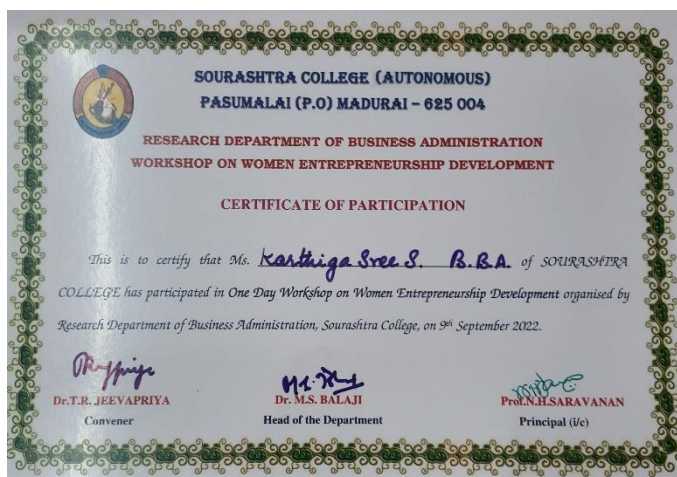 SOURASHTRA COLLEGE (AUTONOMOUS)
PASUMALAI (P.O) MADURAI – 625 004
RESEARCH DEPARTMENT OF BUSINESS ADMINISTRATION
WORKSHOP ON WOMEN ENTREPRENEURSHIP DEVELOPMENT
CERTIFICATE OF PARTICIPATION
This is to certify that Ms. Karthiga Sree S. B.B.A. of SOURASHTRA
COLLEGE has participated in One Day Workshop on Women Entrepreneurship Development organised by
Research Department of Business Administration, Sourashtra College, on 9th September 2022.
Dr.T.R. JEEVAPRIYA Dr. M.S. BALAJI Prof.N.H.SARAVANAN
Convener Head of the Department Principal (i/c)